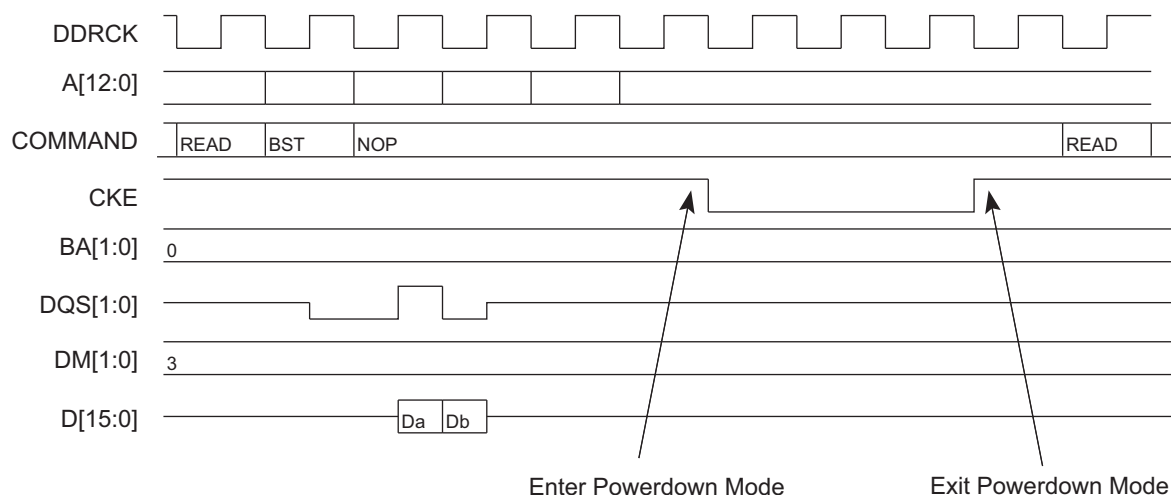 DDRCK
A[12:0]
COMMAND READ BST NOP READ
CKE
BA[1:0] 0
DQS[1:0]
DM[1:0] 3
D[15:0] Da Db
Enter Powerdown Mode Exit Powerdown Mode